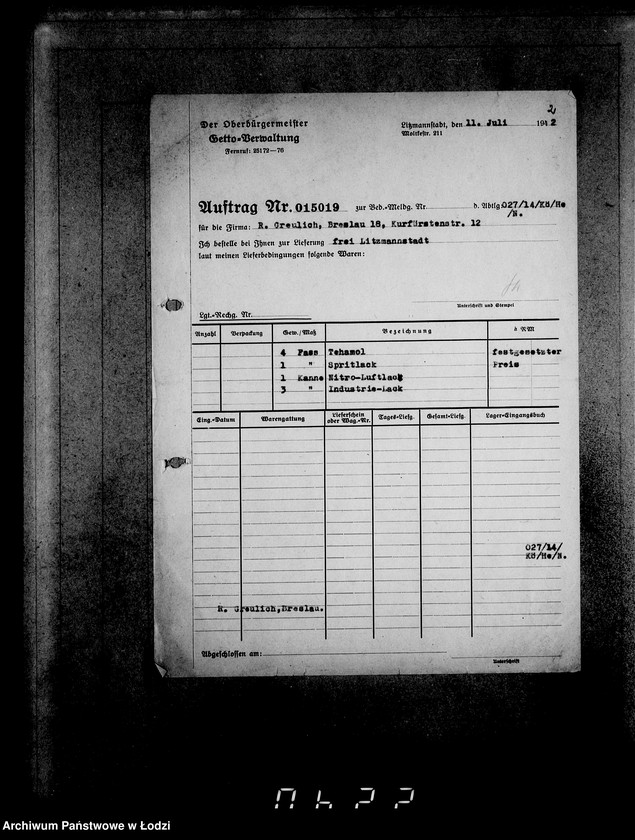 2
Der Oberbürgermeister
Getto-Verwaltung
Fernruf: 26172—76
Litzmannstadt, den 11. Juli 1942
Moltkestr. 211
Auftrag Nr. 015019 zur Bed.-Meldg. Nr. d. Abtlg. 027/14/Kö/He
/N.
für die Firma: R. Greulich, Breslau 18, Kurfürstenstr. 12
Ich bestelle bei Ihnen zur Lieferung frei Litzmannstadt
laut meinen Lieferbedingungen folgende Waren:
Unterschrift und Stempel
Lgt.-Rechg. Nr.
Anzahl Verpackung Gew./Maß Bezeichnung à RM
4 Fass Tehamol festgesetzter
1 " Spritlack Preis
1 Kanne Nitro-Luftlack
3 " Industrie-Lack
Eing.-Datum Warengattung Lieferschein oder Wag.-Nr. Tages-Liefg. Gesamt-Liefg. Lager-Eingangsbuch
027/14/
Kö/He/N.
R. Greulich, Breslau.
Abgeschlossen am:
Unterschrift
Archiwum Państwowe w Łodzi